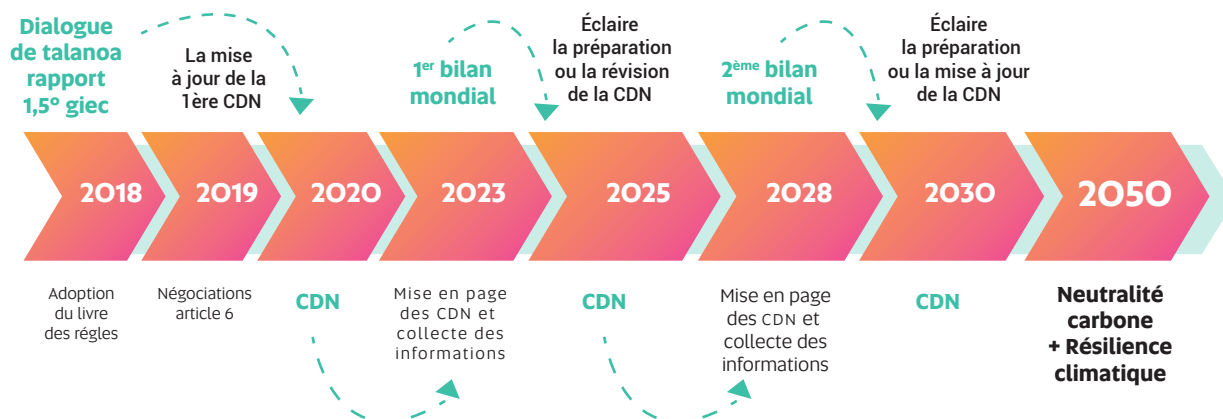 Dialogue
de talanoa
rapport
1,5º giec
La mise
à jour de la
1ère CDN
1er bilan
mondial
Éclaire
la préparation
ou la révision
de la CDN
2ème bilan
mondial
Éclaire
la préparation
ou la mise à jour
de la CDN
2018
2019
2020
2023
2025
2028
2030
2050
Adoption
du livre
des régles
Négociations
article 6
CDN
Mise en page
des CDN et
collecte des
informations
CDN
Mise en page
des CDN et
collecte des
informations
CDN
Neutralité
carbone
+ Résilience
climatique